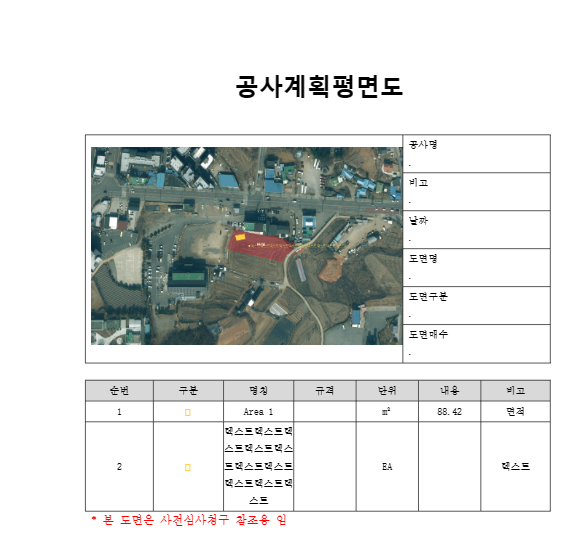 공사계획평면도
공사명
.
비고
.
날짜
.
도면명
.
도면구분
.
도면매수
.
순번 구분 명칭 규격 단위 내용 비고
1 Area 1 m² 88.42 면적
텍스트텍스트텍
스트텍스트텍스
2 트텍스트텍스트 EA 텍스트
텍스트텍스트텍
스트
* 본 도면은 사전심사청구 참조용 임